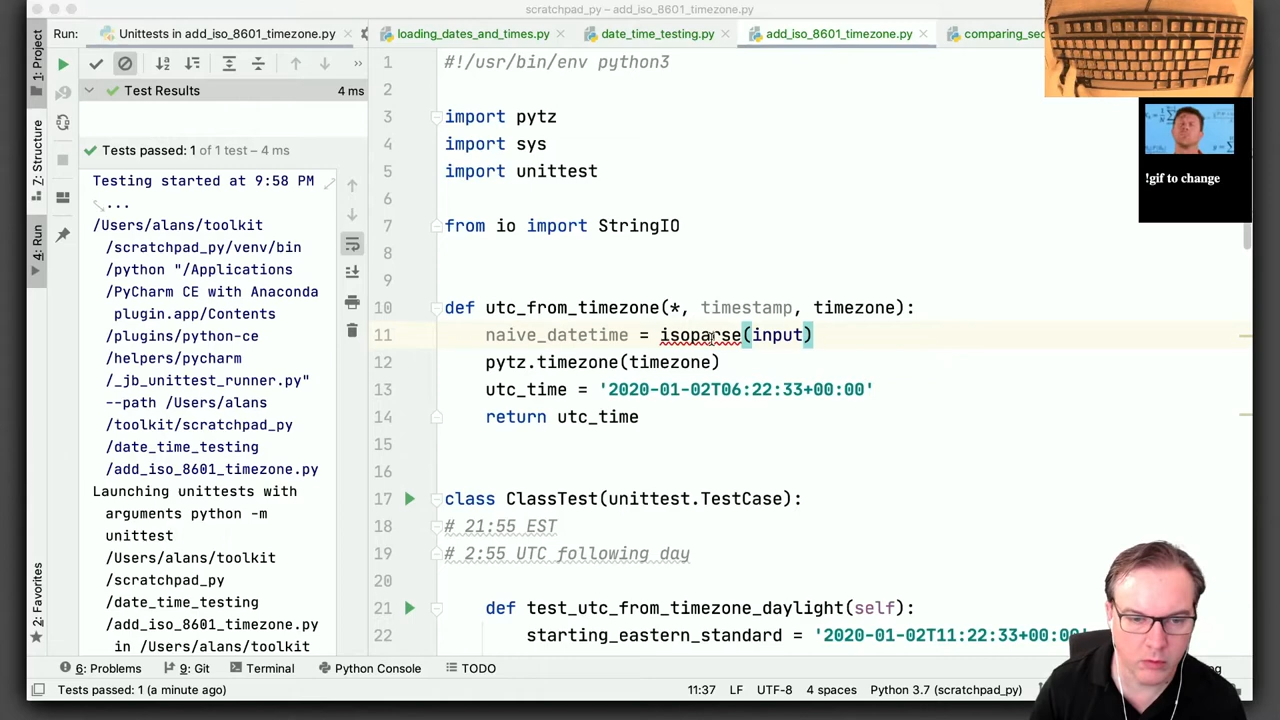 scratchpad_py – add_iso_8601_timezone.py
Run: Unittests in add_iso_8601_timezone.py
loading_dates_and_times.py
date_time_testing.py
add_iso_8601_timezone.py
1: Project
Z: Structure
4: Run
2: Favorites
Test Results 4 ms
Tests passed: 1 of 1 test – 4 ms
Testing started at 9:58 PM
...
/Users/alans/toolkit
/scratchpad_py/venv/bin
/python "/Applications
/PyCharm CE with Anaconda
plugin.app/Contents
/plugins/python-ce
/helpers/pycharm
/_jb_unittest_runner.py"
--path /Users/alans
/toolkit/scratchpad_py
/date_time_testing
/add_iso_8601_timezone.py
Launching unittests with
arguments python -m
unittest
/Users/alans/toolkit
/scratchpad_py
/date_time_testing
/add_iso_8601_timezone.py
in /Users/alans/toolkit
1 #!/usr/bin/env python3
2
3 import pytz
4 import sys
5 import unittest
6
7 from io import StringIO
8
9
10 def utc_from_timezone(*, timestamp, timezone):
11 naive_datetime = isoparse(input)
12 pytz.timezone(timezone)
13 utc_time = '2020-01-02T06:22:33+00:00'
14 return utc_time
15
16
17 class ClassTest(unittest.TestCase):
18 # 21:55 EST
19 # 2:55 UTC following day
20
21 def test_utc_from_timezone_daylight(self):
22 starting_eastern_standard = '2020-01-02T11:22:33+00:00'
!gif to change
6: Problems
9: Git
Terminal
Python Console
TODO
Tests passed: 1 (a minute ago)
11:37 LF UTF-8 4 spaces Python 3.7 (scratchpad_py)